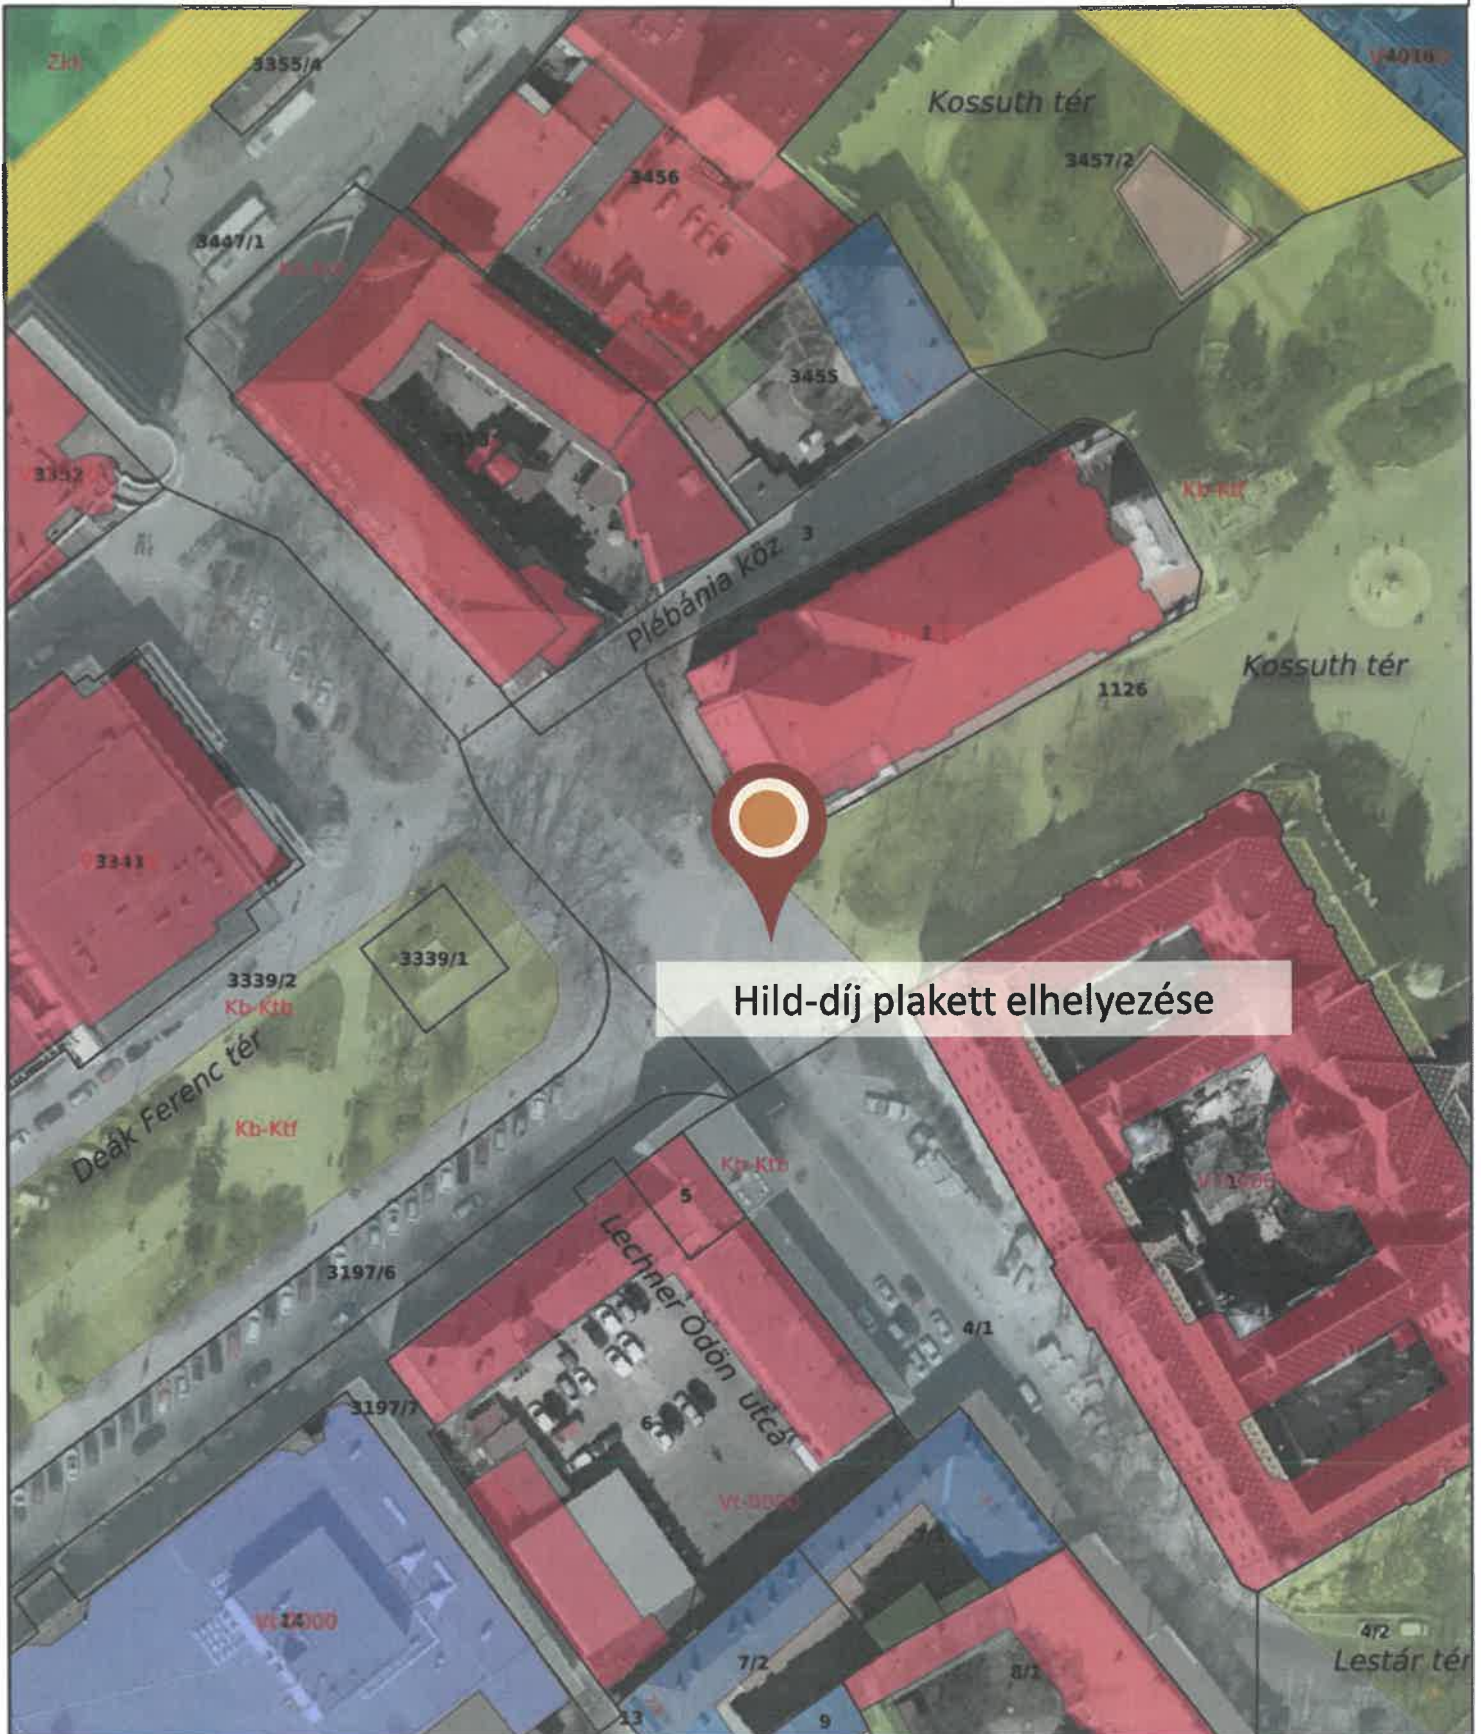 Zkk
3355/4
Kossuth tér
3457/2
3456
3447/1
3455
3352
Kb-Ktf
3
Plébánia köz
Kossuth tér
1126
3341
3339/1
3339/2
Kb-Ktb
Deák Ferenc tér
Kb-Ktf
Hild-díj plakett elhelyezése
Kb-Ktb
5
3197/6
Lechner Ödön utca
4/1
3197/7
6
14
7/2
8/1
4/2
Lestár tér
13
9